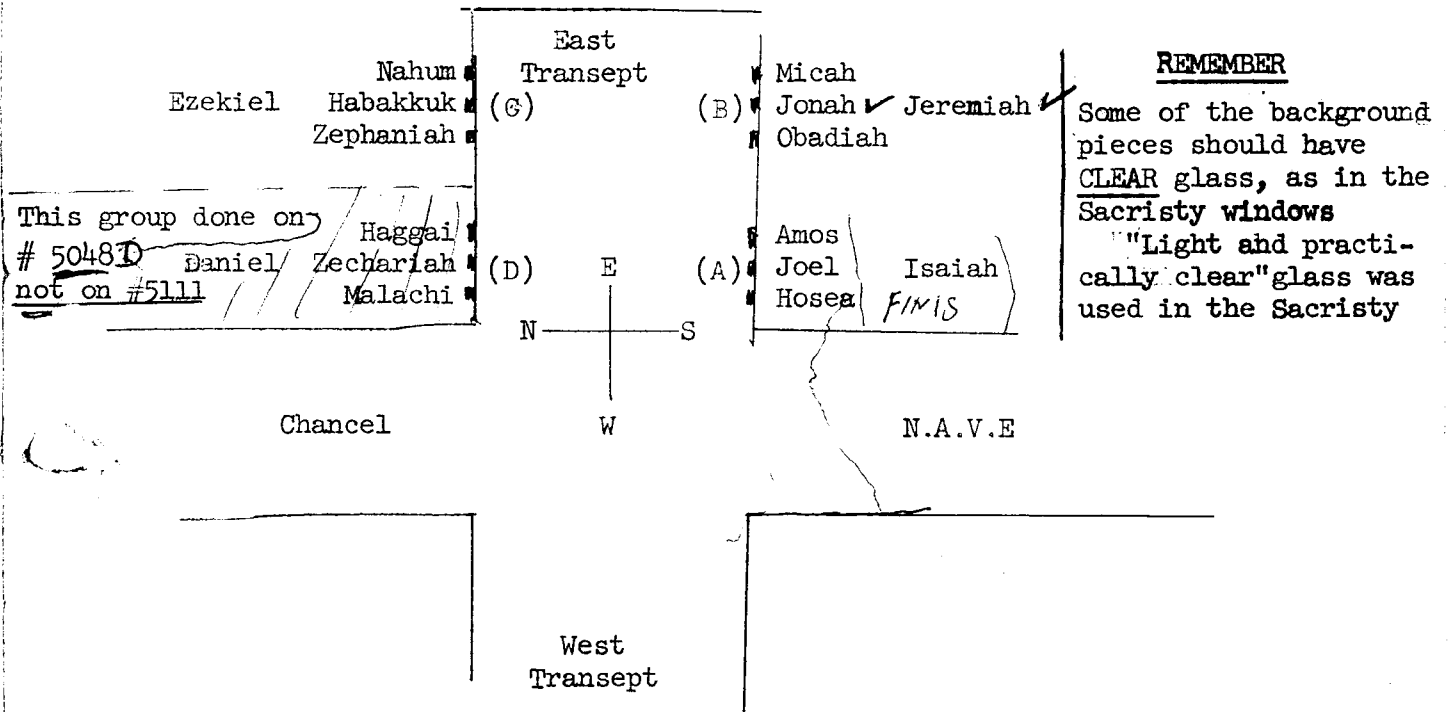 East
Transept
Nahum
Ezekiel Habakkuk (C)
Zephaniah
Micah
(B) Jonah ✓ Jeremiah ✓
Obadiah
REMEMBER
Some of the background
pieces should have
CLEAR glass, as in the
Sacristy windows
"Light and practi-
cally clear" glass was
used in the Sacristy
This group done on
# 5048D
not on #5111
Haggai
Daniel Zechariah (D)
Malachi
Amos
(A) Joel Isaiah
Hosea FINIS
E
N S
W
Chancel
N.A.V.E
West
Transept